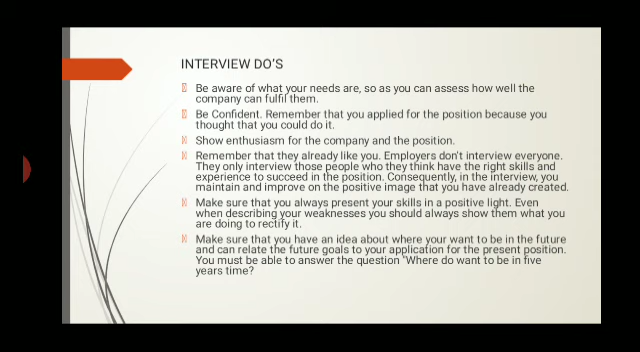 INTERVIEW DO'S
Be aware of what your needs are, so as you can assess how well the
company can fulfil them.
Be Confident. Remember that you applied for the position because you
thought that you could do it.
Show enthusiasm for the company and the position.
Remember that they already like you. Employers don't interview everyone.
They only interview those people who they think have the right skills and
experience to succeed in the position. Consequently, in the interview, you
maintain and improve on the positive image that you have already created.
Make sure that you always present your skills in a positive light. Even
when describing your weaknesses you should always show them what you
are doing to rectify it.
Make sure that you have an idea about where your want to be in the future
and can relate the future goals to your application for the present position.
You must be able to answer the question "Where do want to be in five
years time?